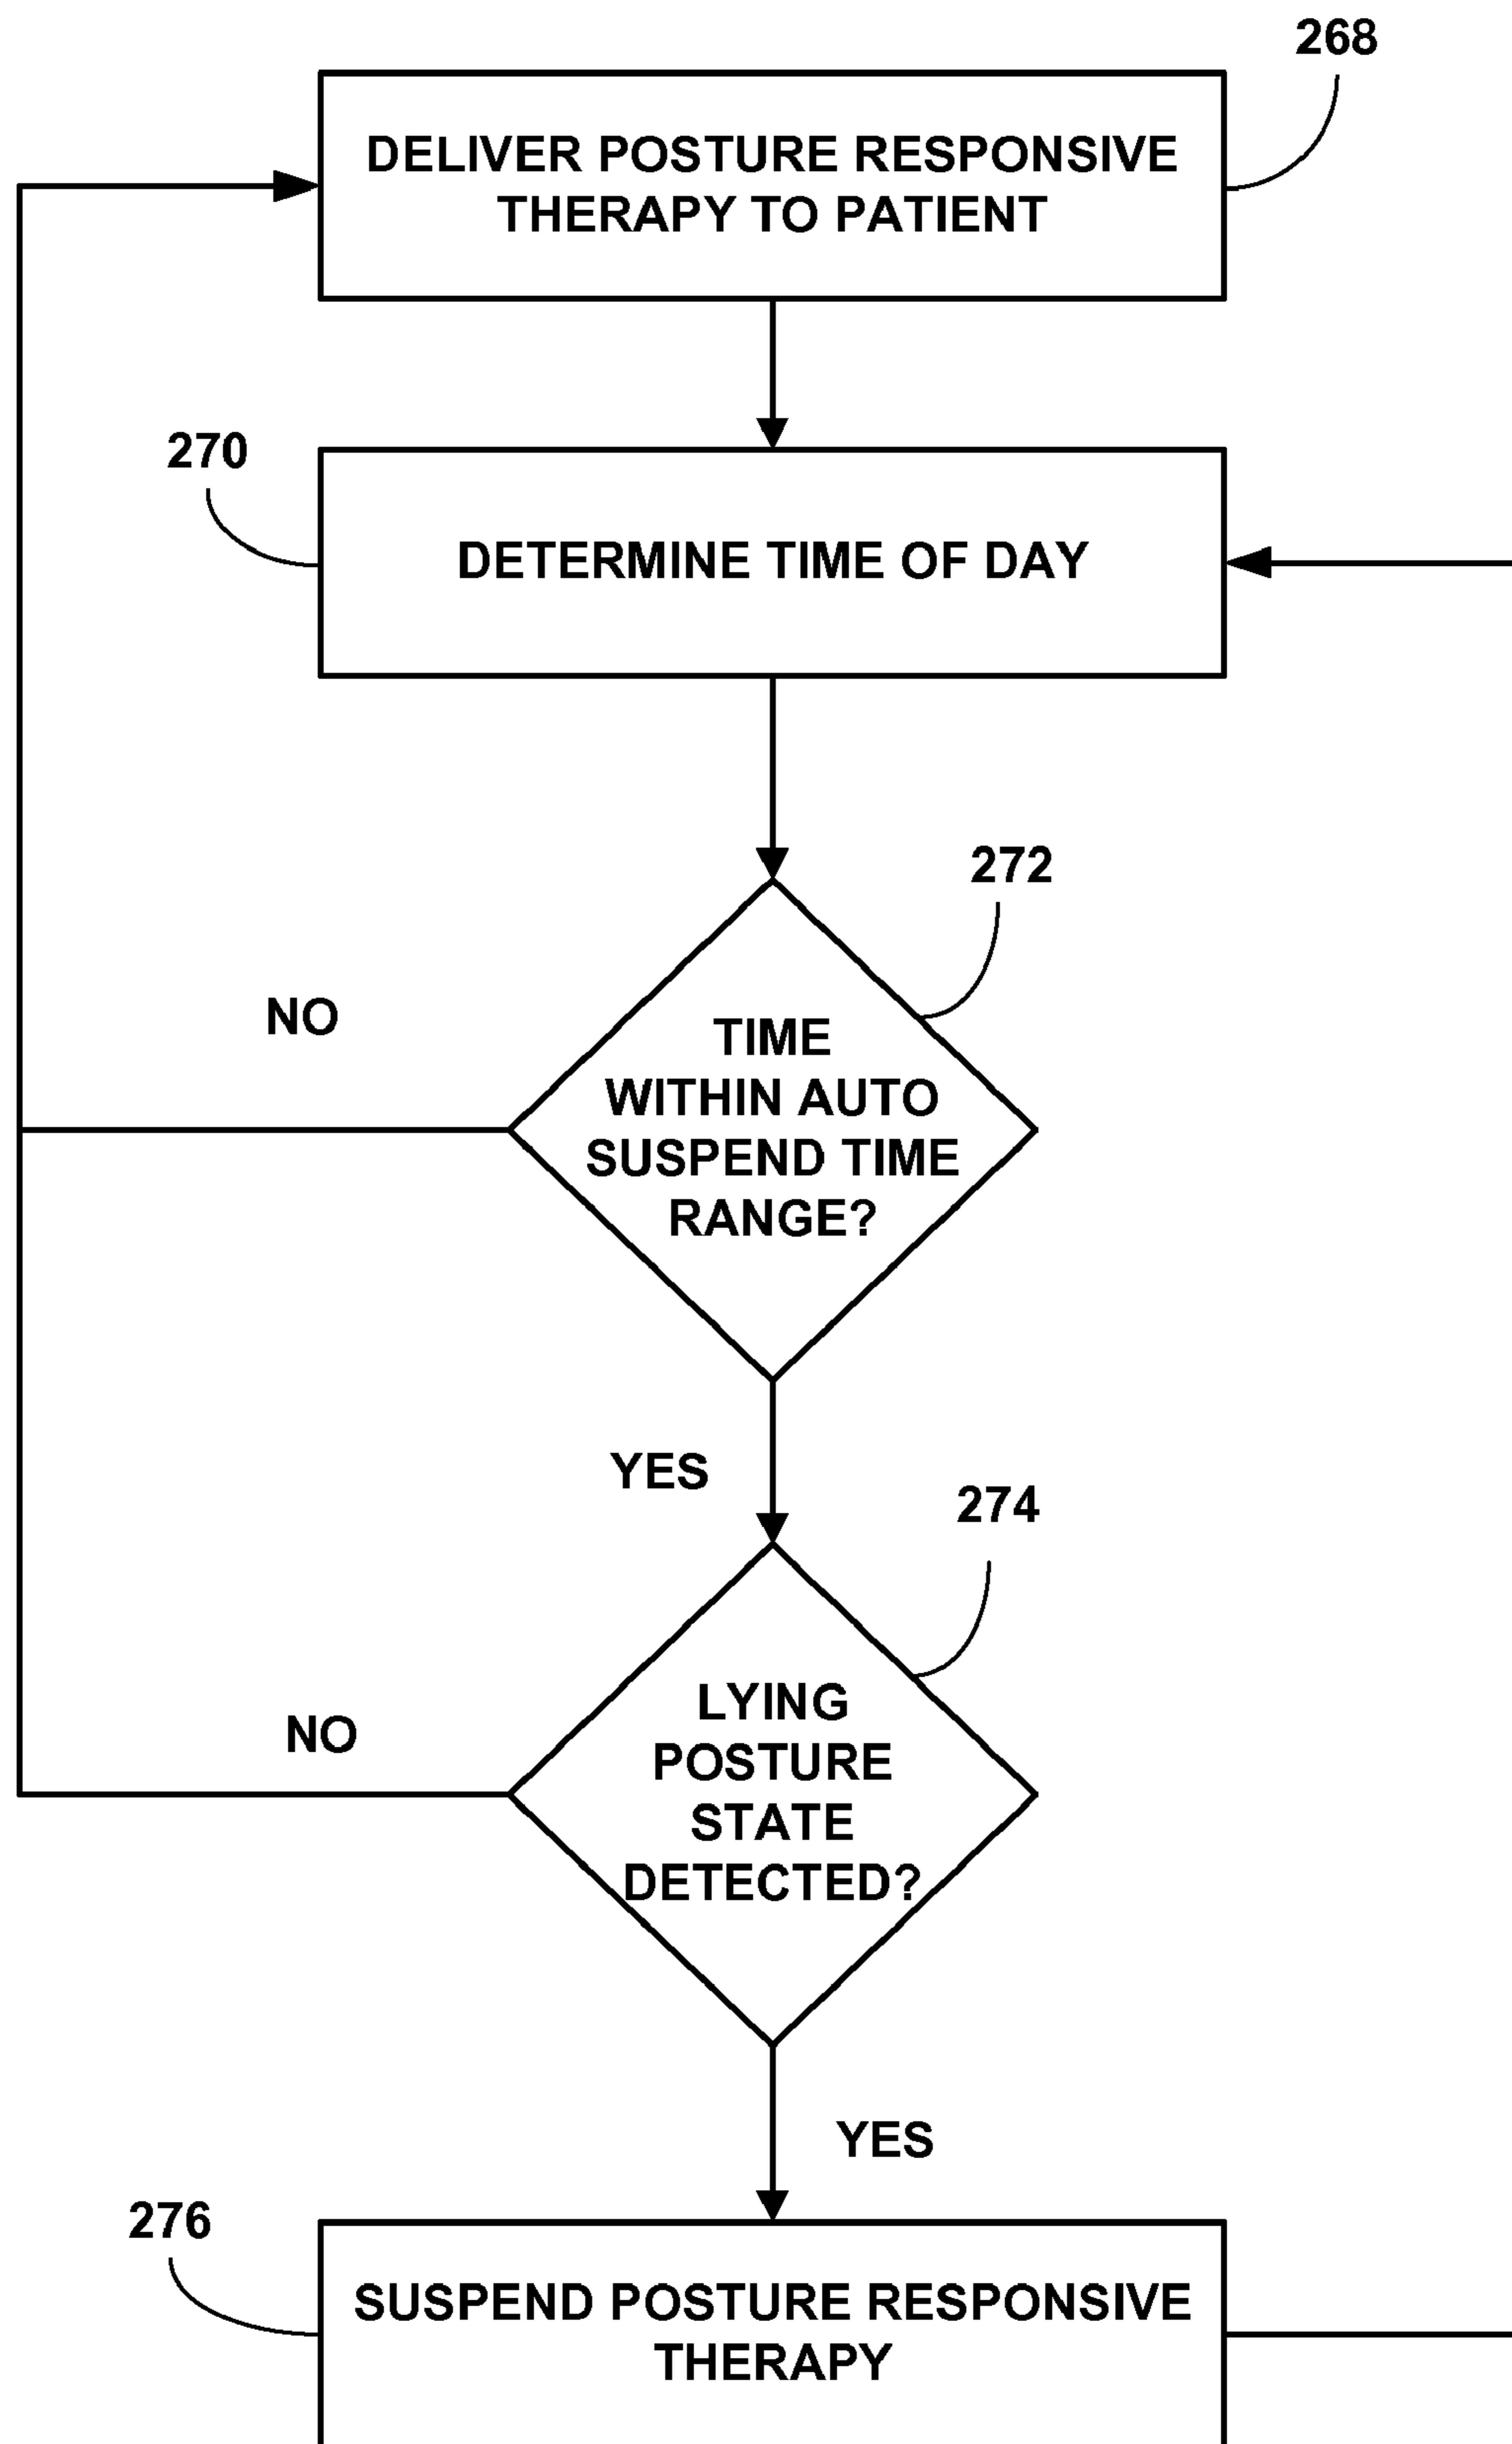 268
DELIVER POSTURE RESPONSIVE
THERAPY TO PATIENT
270
DETERMINE TIME OF DAY
272
NO
TIME
WITHIN AUTO
SUSPEND TIME
RANGE?
YES
274
LYING
POSTURE
STATE
DETECTED?
NO
YES
276
SUSPEND POSTURE RESPONSIVE
THERAPY